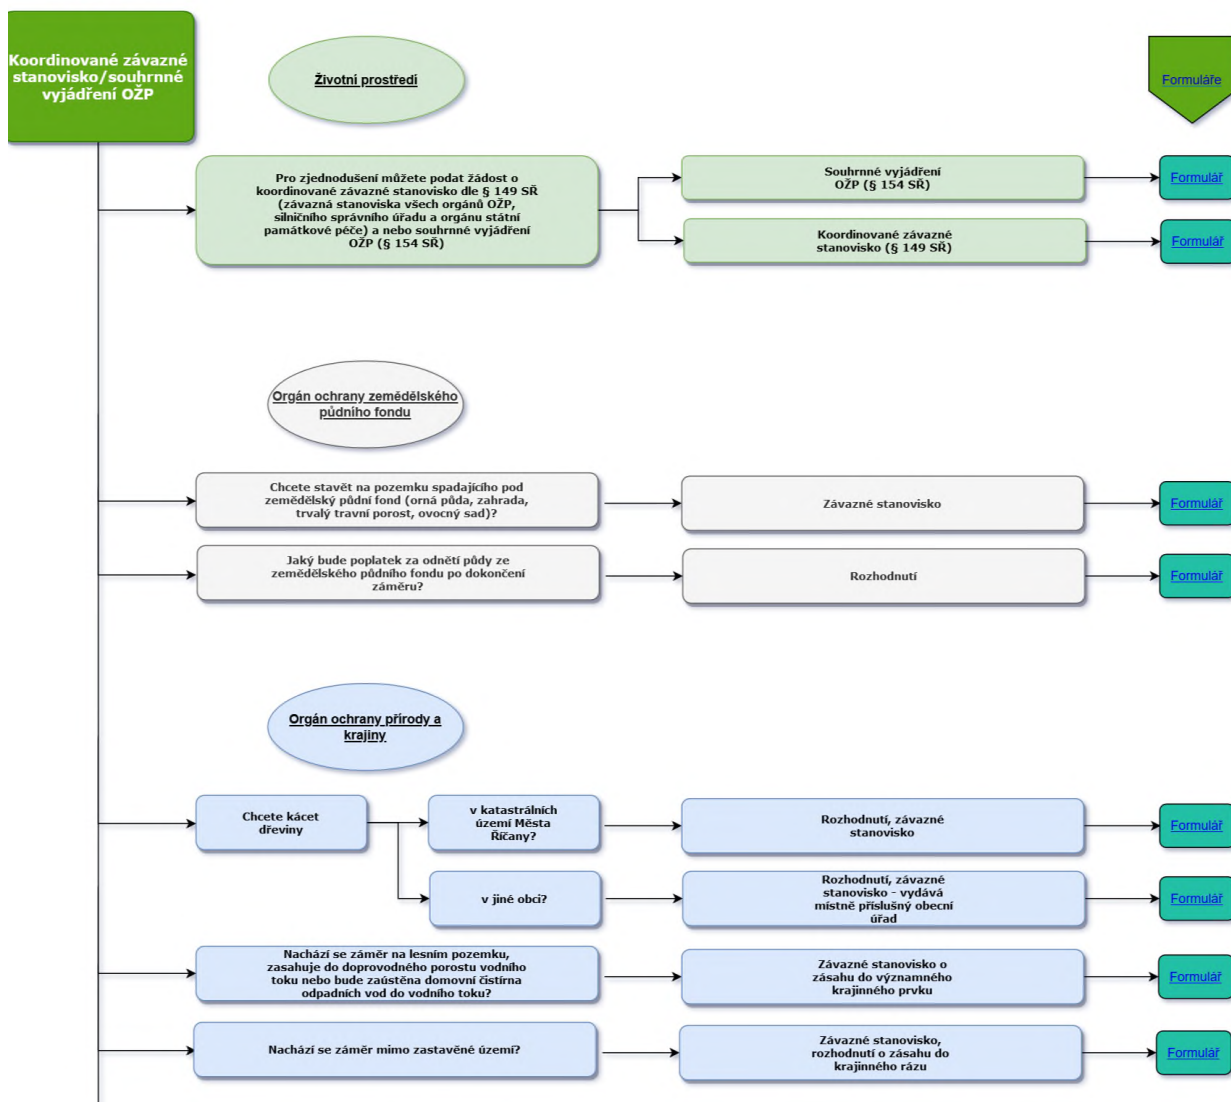 Koordinované závazné
stanovisko/souhrnné
vyjádření OŽP
Životní prostředí
Formuláře
Pro zjednodušení můžete podat žádost o
koordinované závazné stanovisko dle § 149 SŘ
(závazná stanoviska všech orgánů OŽP,
silničního správního úřadu a orgánu státní
památkové péče) a nebo souhrnné vyjádření
OŽP (§ 154 SŘ)
Souhrnné vyjádření
OŽP (§ 154 SŘ)
Formulář
Koordinované závazné
stanovisko (§ 149 SŘ)
Formulář
Orgán ochrany zemědělského
půdního fondu
Chcete stavět na pozemku spadajícího pod
zemědělský půdní fond (orná půda, zahrada,
trvalý travní porost, ovocný sad)?
Závazné stanovisko
Formulář
Jaký bude poplatek za odnětí půdy ze
zemědělského půdního fondu po dokončení
záměru?
Rozhodnutí
Formulář
Orgán ochrany přírody a
krajiny
Chcete kácet
dřeviny
v katastrálních
území Města
Říčany?
Rozhodnutí, závazné
stanovisko
Formulář
v jiné obci?
Rozhodnutí, závazné
stanovisko - vydává
místně příslušný obecní
úřad
Formulář
Nachází se záměr na lesním pozemku,
zasahuje do doprovodného porostu vodního
toku nebo bude zaústěna domovní čistírna
odpadních vod do vodního toku?
Závazné stanovisko o
zásahu do významného
krajinného prvku
Formulář
Nachází se záměr mimo zastavěné území?
Závazné stanovisko,
rozhodnutí o zásahu do
krajinného rázu
Formulář